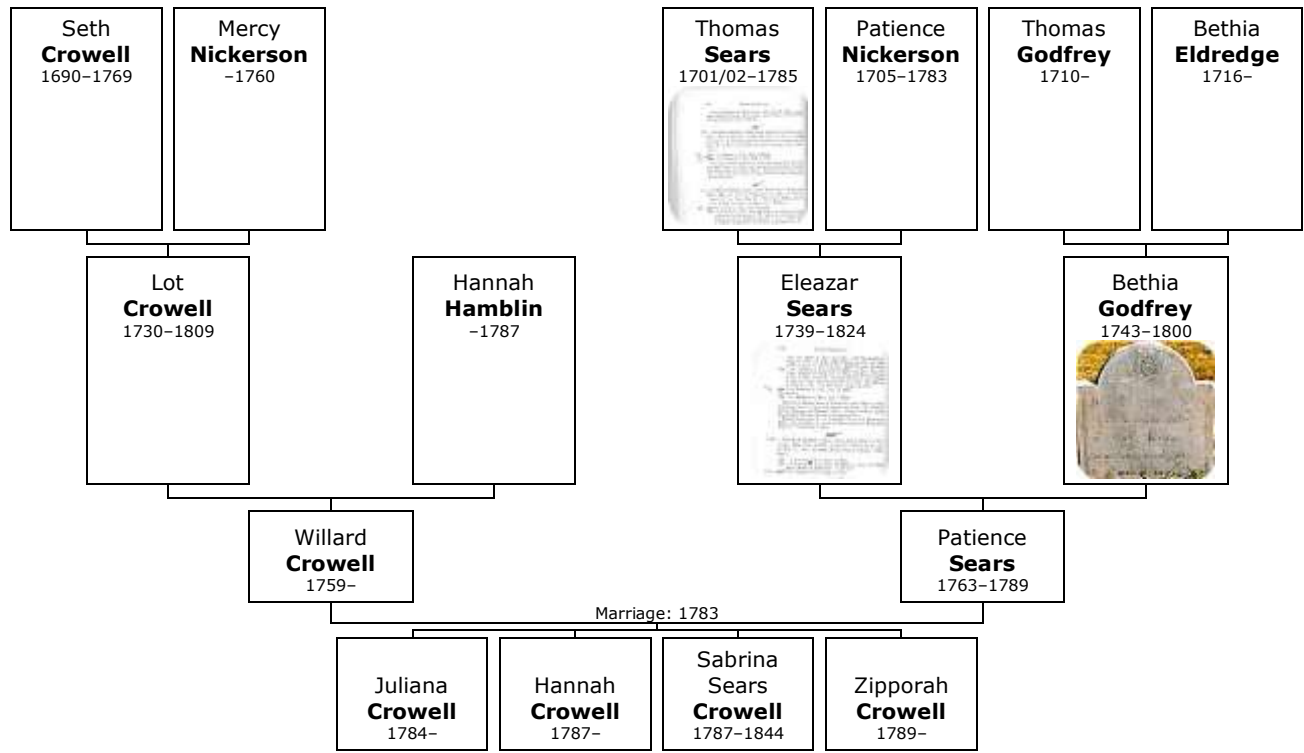 Seth
Crowell
1690–1769
Mercy
Nickerson
–1760
Thomas
Sears
1701/02–1785
Patience
Nickerson
1705–1783
Thomas
Godfrey
1710–
Bethia
Eldredge
1716–
Lot
Crowell
1730–1809
Hannah
Hamblin
–1787
Eleazar
Sears
1739–1824
Bethia
Godfrey
1743–1800
Willard
Crowell
1759–
Patience
Sears
1763–1789
Marriage: 1783
Juliana
Crowell
1784–
Hannah
Crowell
1787–
Sabrina
Sears
Crowell
1787–1844
Zipporah
Crowell
1789–